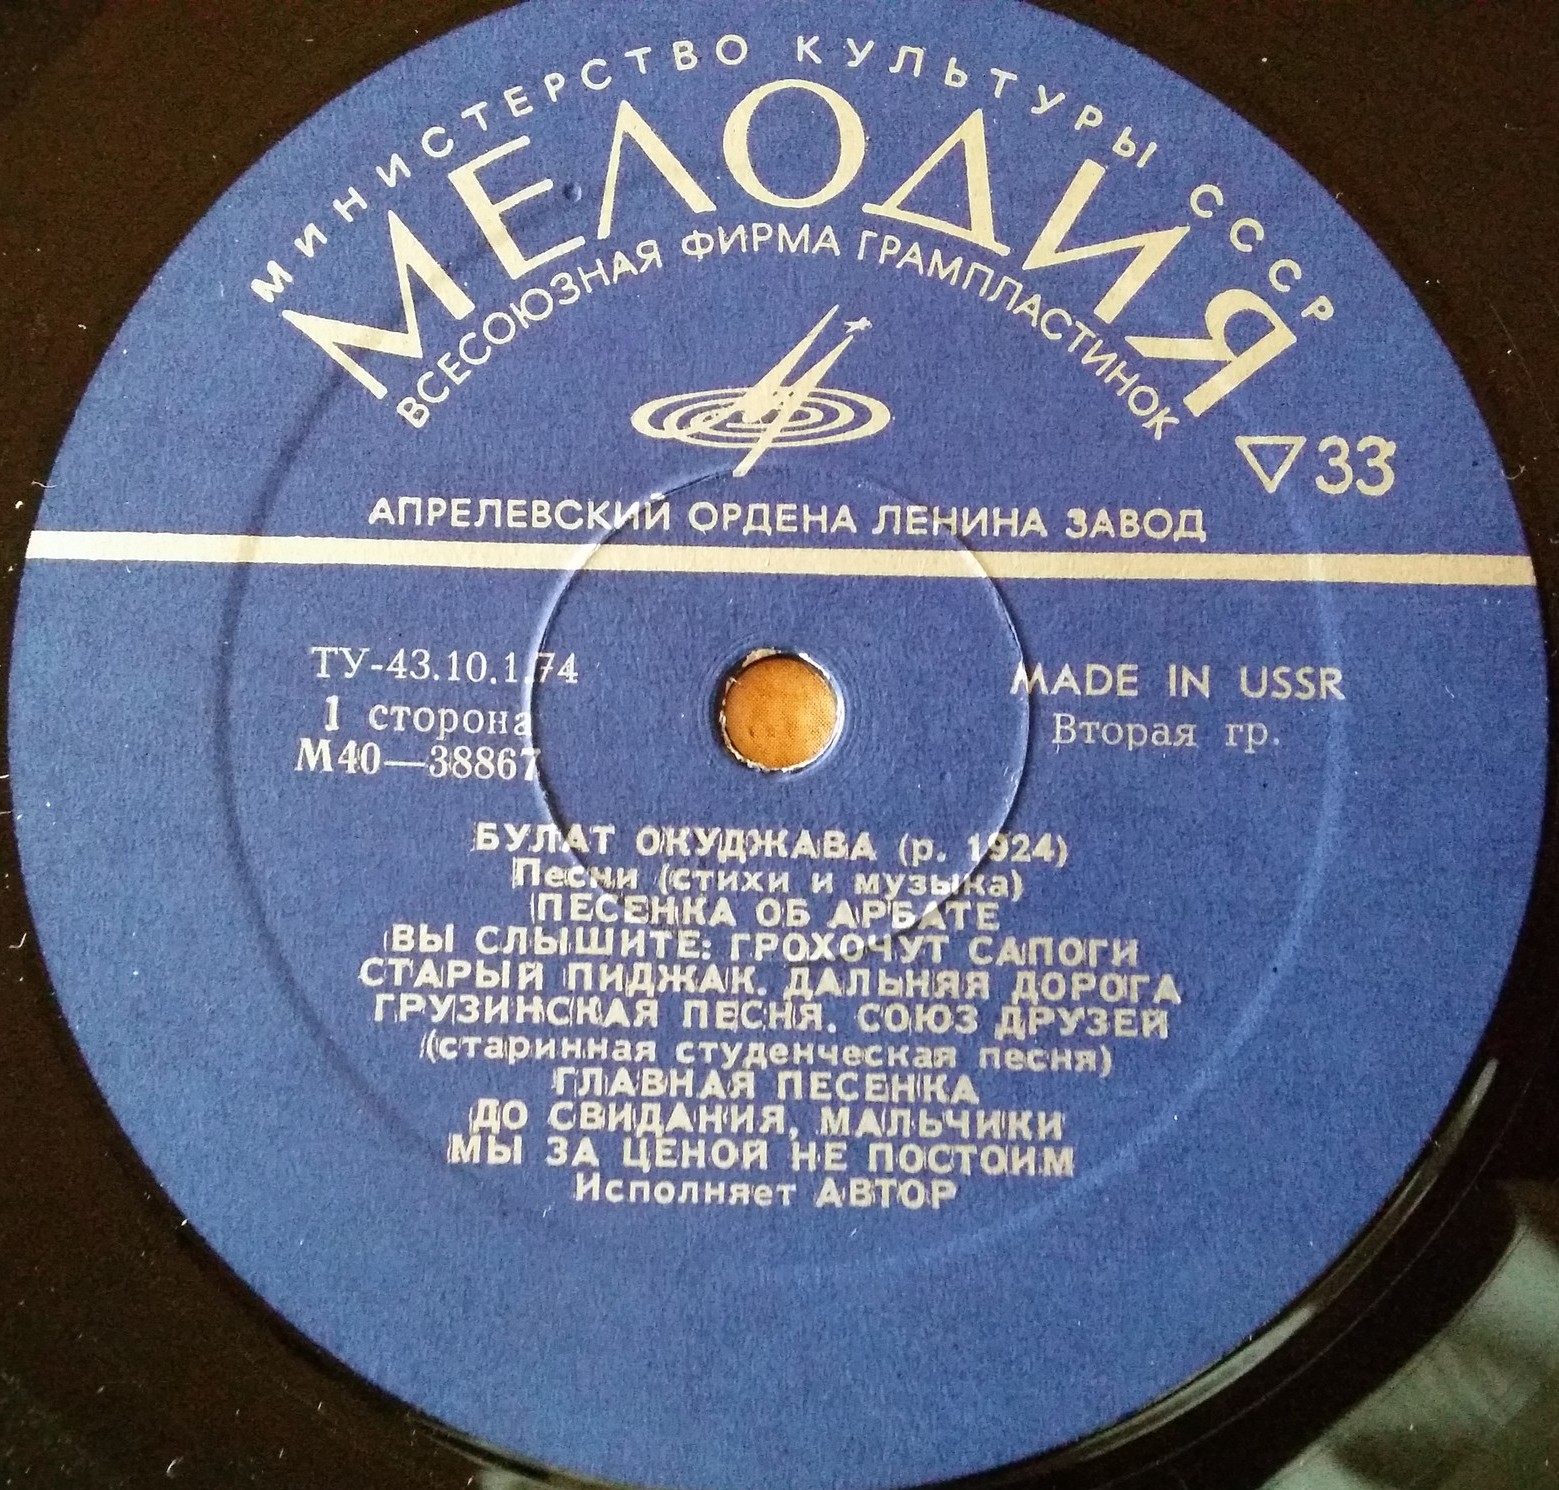 МИНИСТЕРСТВО КУЛЬТУРЫ СССР
МЕЛОДИЯ
ВСЕСОЮЗНАЯ ФИРМА ГРАМПЛАСТИНОК
33
АПРЕЛЕВСКИЙ ОРДЕНА ЛЕНИНА ЗАВОД
ТУ-43.10.1.74
1 сторона
М40—38867
MADE IN USSR
Вторая гр.
БУЛАТ ОКУДЖАВА (р. 1924)
Песни (стихи и музыка)
ПЕСЕНКА ОБ АРБАТЕ
ВЫ СЛЫШИТЕ: ГРОХОЧУТ САПОГИ
СТАРЫЙ ПИДЖАК. ДАЛЬНЯЯ ДОРОГА
ГРУЗИНСКАЯ ПЕСНЯ. СОЮЗ ДРУЗЕЙ
(старинная студенческая песня)
ГЛАВНАЯ ПЕСЕНКА
ДО СВИДАНИЯ, МАЛЬЧИКИ
МЫ ЗА ЦЕНОЙ НЕ ПОСТОИМ
Исполняет АВТОР